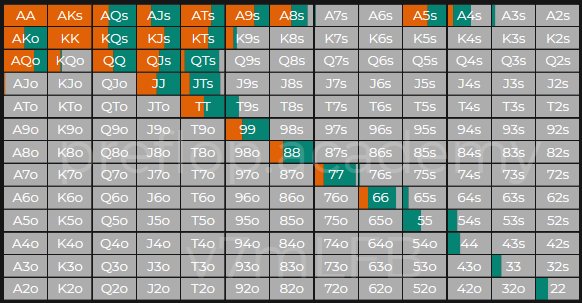 AA AKs AQs AJs ATs A9s A8s A7s A6s A5s A4s A3s A2s
AKo KK KQs KJs KTs K9s K8s K7s K6s K5s K4s K3s K2s
AQo KQo QQ QJs QTs Q9s Q8s Q7s Q6s Q5s Q4s Q3s Q2s
AJo KJo QJo JJ JTs J9s J8s J7s J6s J5s J4s J3s J2s
ATo KTo QTo JTo TT T9s T8s T7s T6s T5s T4s T3s T2s
A9o K9o Q9o J9o T9o 99 98s 97s 96s 95s 94s 93s 92s
A8o K8o Q8o J8o T8o 98o 88 87s 86s 85s 84s 83s 82s
preflop.academy
A7o K7o Q7o J7o T7o 97o 87o 77 76s 75s 74s 73s 72s
A6o K6o Q6o J6o T6o 96o 86o 76o 66 65s 64s 63s 62s
A5o K5o Q5o J5o T5o 95o 85o 75o 65o 55 54s 53s 52s
A4o K4o Q4o J4o T4o 94o 84o 74o 64o 54o 44 43s 42s
A3o K3o Q3o J3o T3o 93o 83o 73o 63o 53o 43o 33 32s
A2o K2o Q2o J2o T2o 92o 82o 72o 62o 52o 42o 32o 22